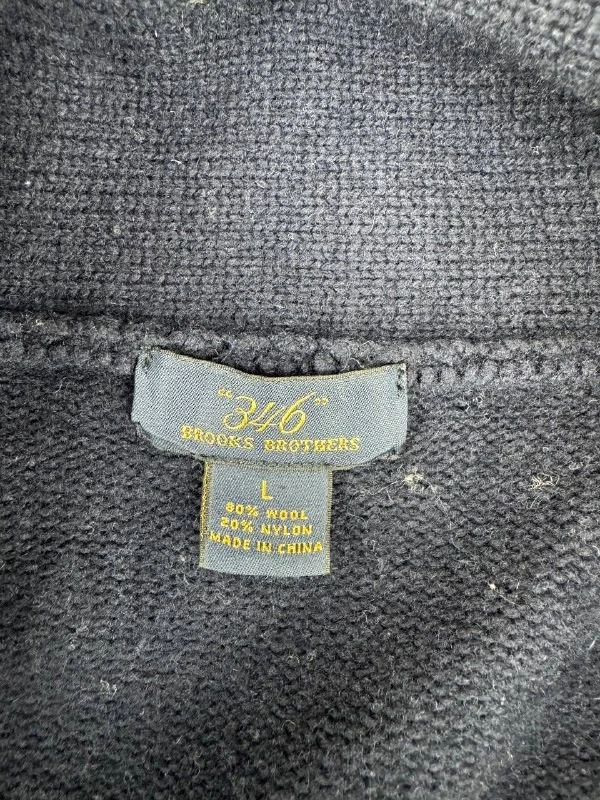 "346"
BROOKS BROTHERS
L
80% WOOL
20% NYLON
MADE IN CHINA